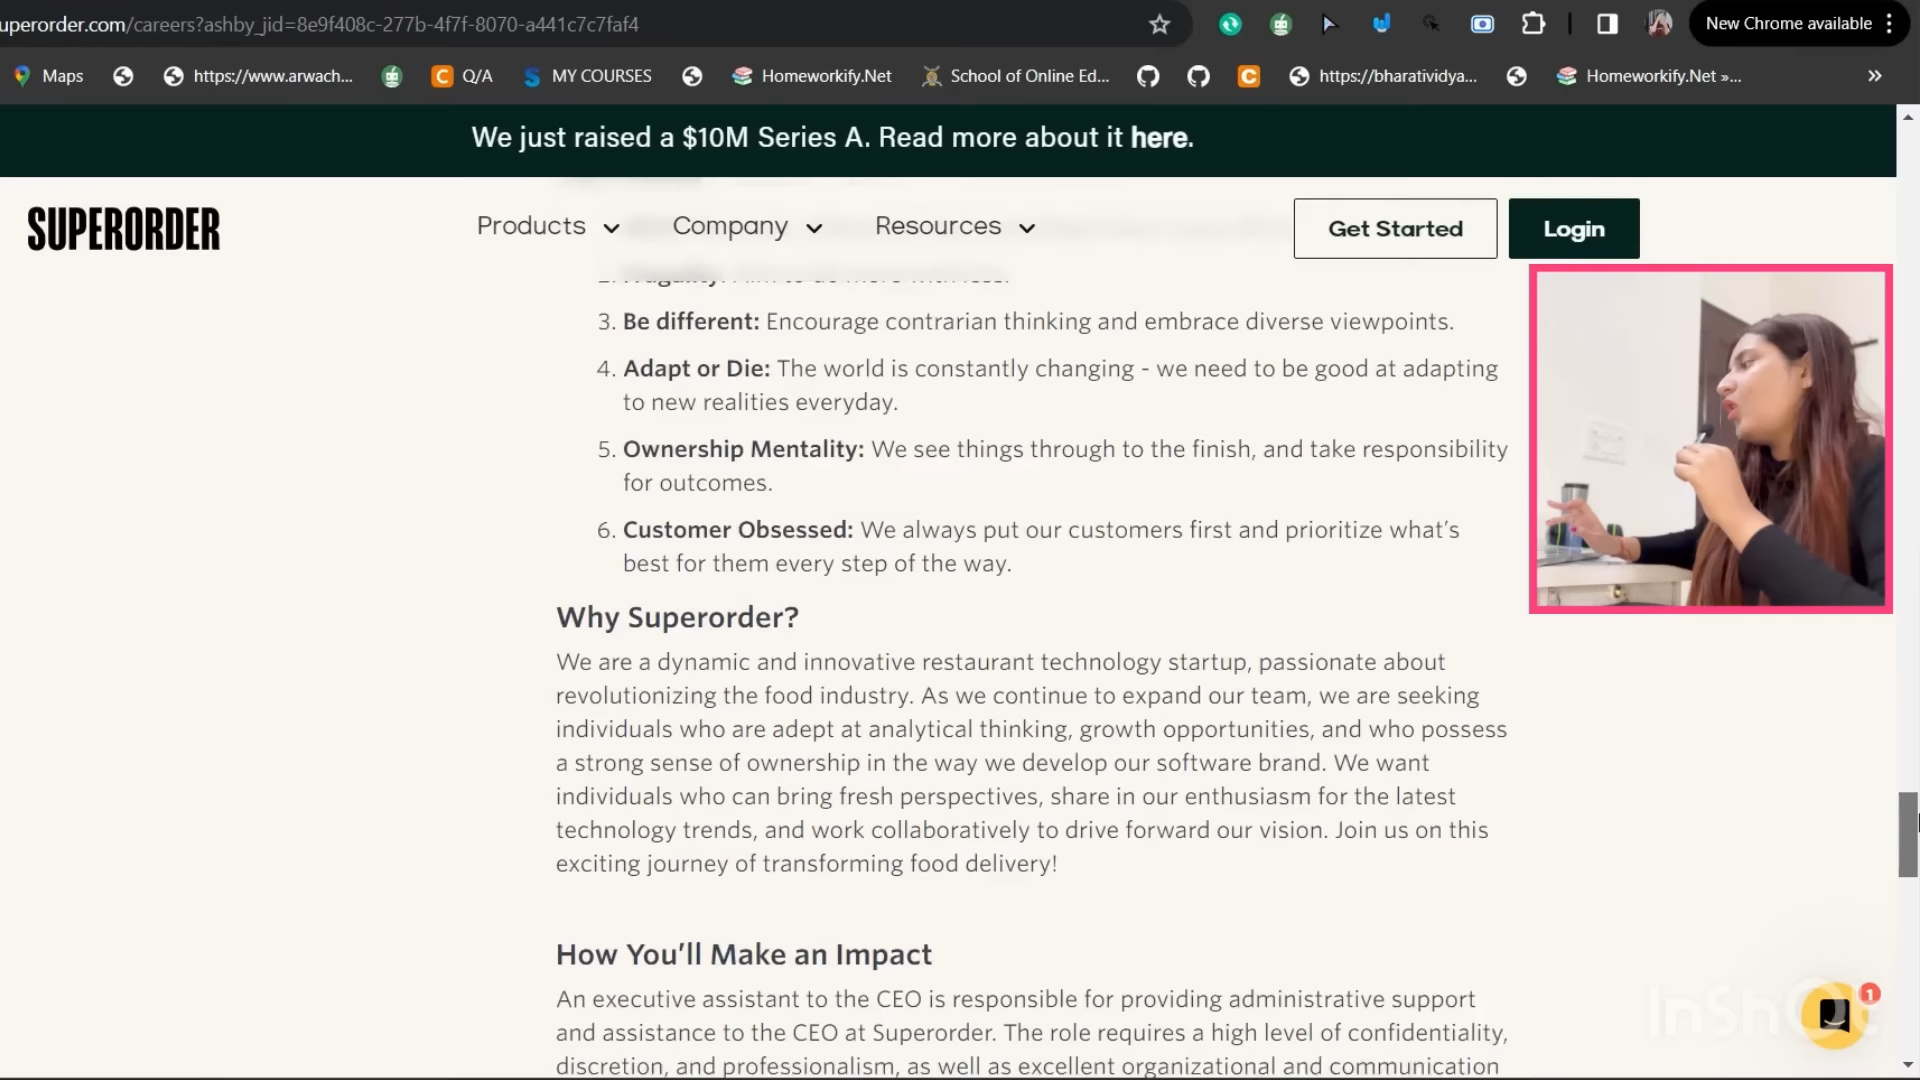 uperorder.com/careers?ashby_jid=8e9f408c-277b-4f7f-8070-a441c7c7faf4
New Chrome available
Maps https://www.arwach... Q/A MY COURSES Homeworkify.Net School of Online Ed... https://bharatividya... Homeworkify.Net »...
We just raised a $10M Series A. Read more about it here.
SUPERORDER Products Company Resources Get Started Login
3. Be different: Encourage contrarian thinking and embrace diverse viewpoints.
4. Adapt or Die: The world is constantly changing - we need to be good at adapting
to new realities everyday.
5. Ownership Mentality: We see things through to the finish, and take responsibility
for outcomes.
6. Customer Obsessed: We always put our customers first and prioritize what's
best for them every step of the way.
Why Superorder?
We are a dynamic and innovative restaurant technology startup, passionate about
revolutionizing the food industry. As we continue to expand our team, we are seeking
individuals who are adept at analytical thinking, growth opportunities, and who possess
a strong sense of ownership in the way we develop our software brand. We want
individuals who can bring fresh perspectives, share in our enthusiasm for the latest
technology trends, and work collaboratively to drive forward our vision. Join us on this
exciting journey of transforming food delivery!
How You'll Make an Impact
An executive assistant to the CEO is responsible for providing administrative support
and assistance to the CEO at Superorder. The role requires a high level of confidentiality,
discretion, and professionalism, as well as excellent organizational and communication
1
InShOt